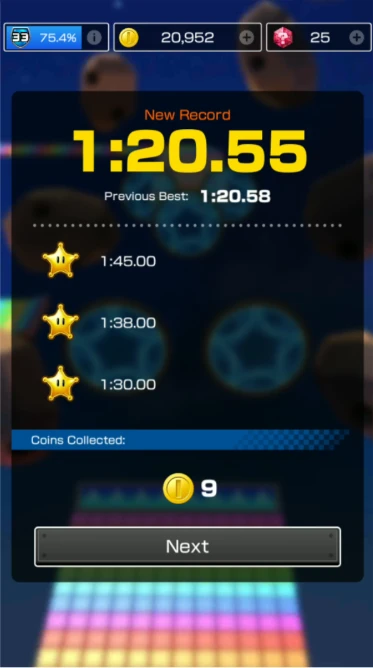 33 75.4% i 20,952 + 25 +
New Record
1:20.55
Previous Best: 1:20.58
1:45.00
1:38.00
1:30.00
Coins Collected:
9
Next